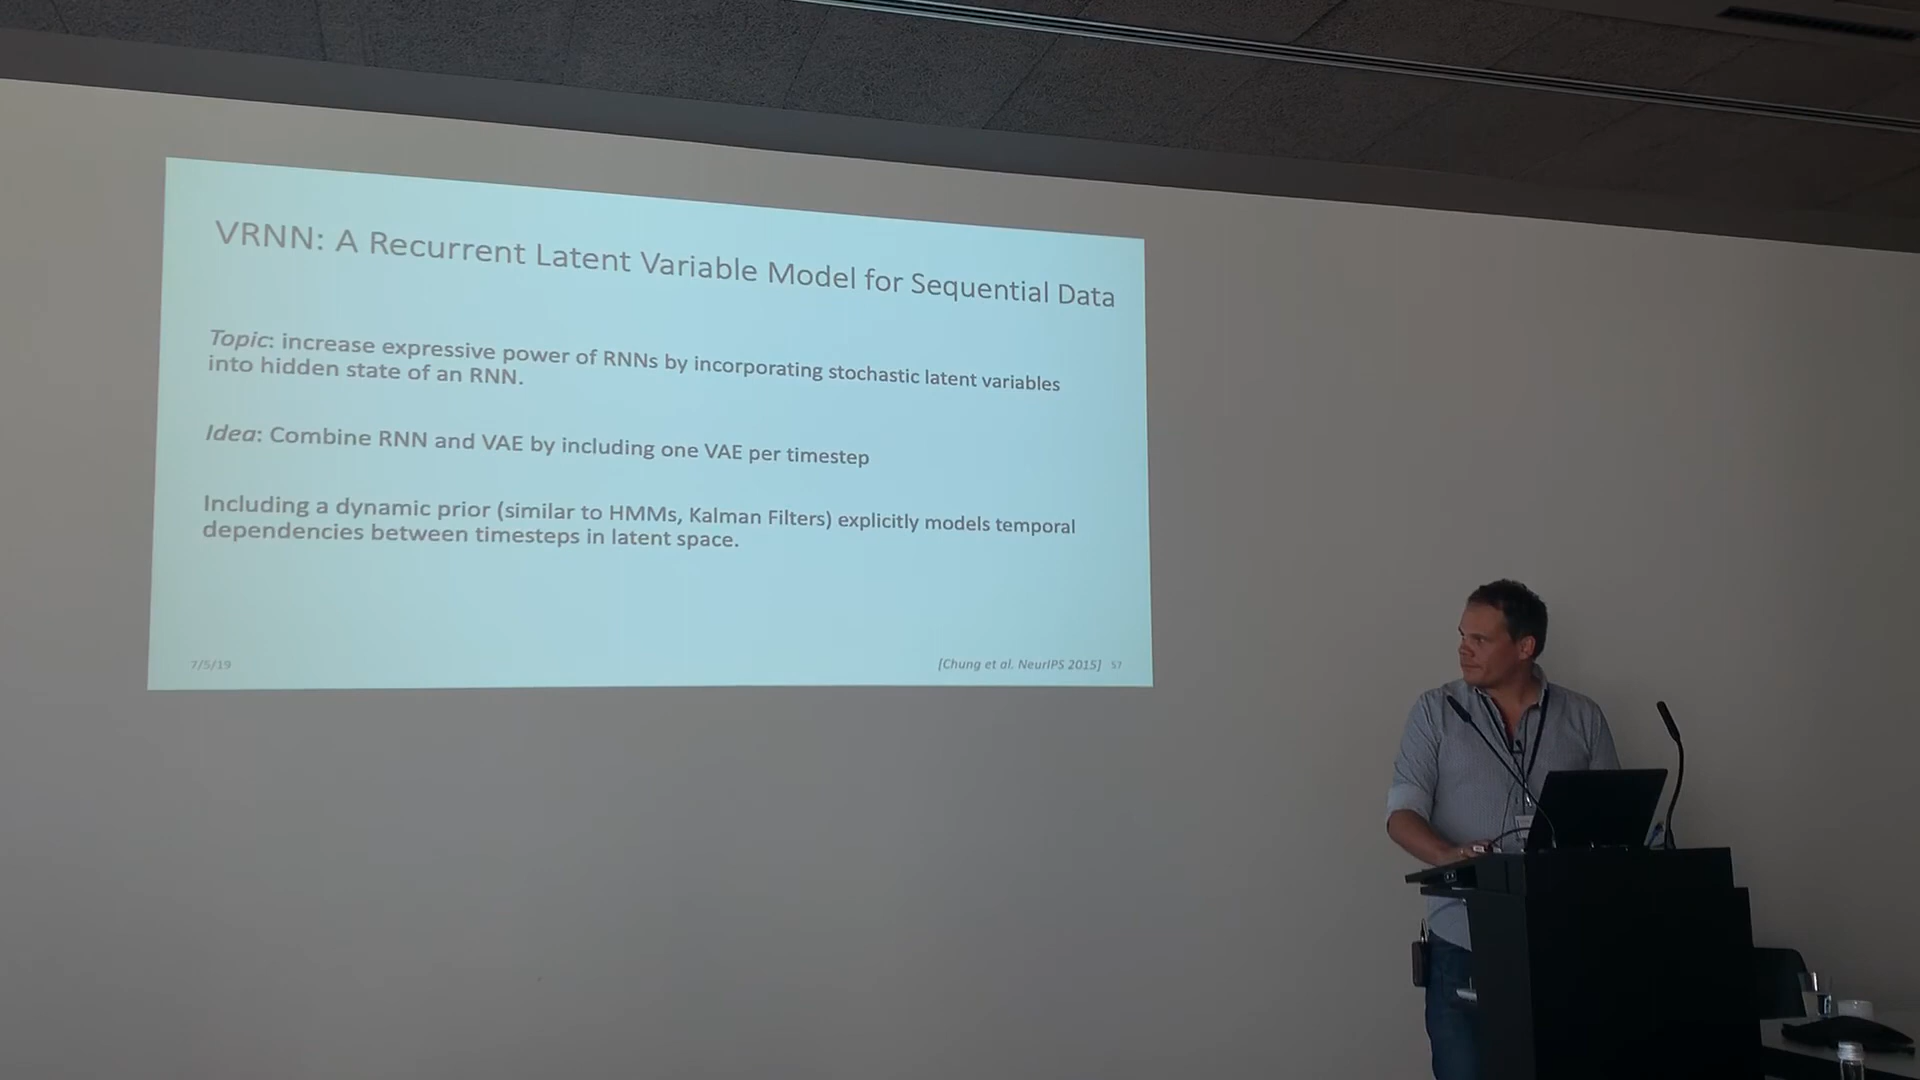 VRNN: A Recurrent Latent Variable Model for Sequential Data
Topic: increase expressive power of RNNs by incorporating stochastic latent variables
into hidden state of an RNN.
Idea: Combine RNN and VAE by including one VAE per timestep
Including a dynamic prior (similar to HMMs, Kalman Filters) explicitly models temporal
dependencies between timesteps in latent space.
7/5/19
[Chung et al. NeurIPS 2015] 57